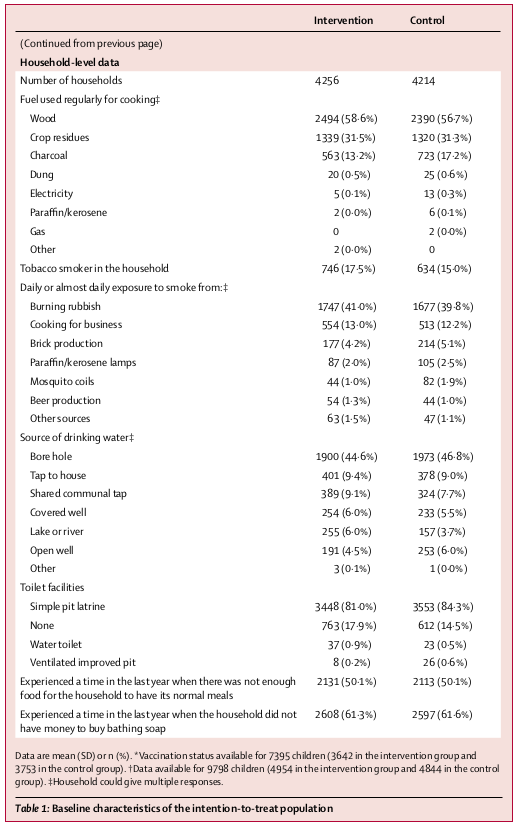 Intervention Control
(Continued from previous page)
Household-level data
Number of households 4256 4214
Fuel used regularly for cooking‡
Wood 2494 (58·6%) 2390 (56·7%)
Crop residues 1339 (31·5%) 1320 (31·3%)
Charcoal 563 (13·2%) 723 (17·2%)
Dung 20 (0·5%) 25 (0·6%)
Electricity 5 (0·1%) 13 (0·3%)
Paraffin/kerosene 2 (0·0%) 6 (0·1%)
Gas 0 2 (0·0%)
Other 2 (0·0%) 0
Tobacco smoker in the household 746 (17·5%) 634 (15·0%)
Daily or almost daily exposure to smoke from:‡
Burning rubbish 1747 (41·0%) 1677 (39·8%)
Cooking for business 554 (13·0%) 513 (12·2%)
Brick production 177 (4·2%) 214 (5·1%)
Paraffin/kerosene lamps 87 (2·0%) 105 (2·5%)
Mosquito coils 44 (1·0%) 82 (1·9%)
Beer production 54 (1·3%) 44 (1·0%)
Other sources 63 (1·5%) 47 (1·1%)
Source of drinking water‡
Bore hole 1900 (44·6%) 1973 (46·8%)
Tap to house 401 (9·4%) 378 (9·0%)
Shared communal tap 389 (9·1%) 324 (7·7%)
Covered well 254 (6·0%) 233 (5·5%)
Lake or river 255 (6·0%) 157 (3·7%)
Open well 191 (4·5%) 253 (6·0%)
Other 3 (0·1%) 1 (0·0%)
Toilet facilities
Simple pit latrine 3448 (81·0%) 3553 (84·3%)
None 763 (17·9%) 612 (14·5%)
Water toilet 37 (0·9%) 23 (0·5%)
Ventilated improved pit 8 (0·2%) 26 (0·6%)
Experienced a time in the last year when there was not enough 2131 (50·1%) 2113 (50·1%)
food for the household to have its normal meals
Experienced a time in the last year when the household did not 2608 (61·3%) 2597 (61·6%)
have money to buy bathing soap
Data are mean (SD) or n (%). *Vaccination status available for 7395 children (3642 in the intervention group and
3753 in the control group). †Data available for 9798 children (4954 in the intervention group and 4844 in the control
group). ‡Household could give multiple responses.
Table 1: Baseline characteristics of the intention-to-treat population